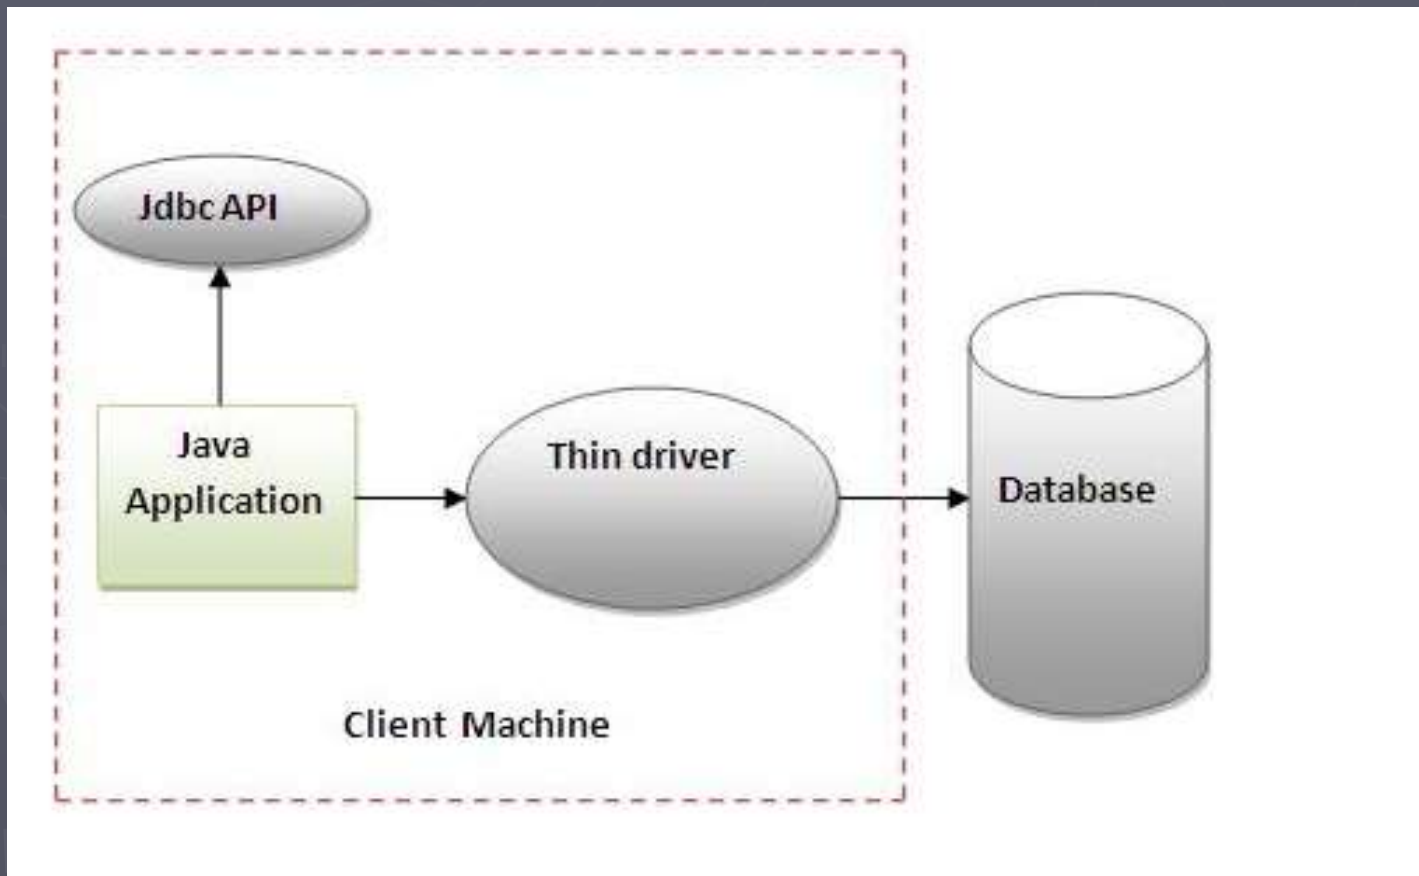 Jdbc API
Java
Application
Thin driver
Database
Client Machine